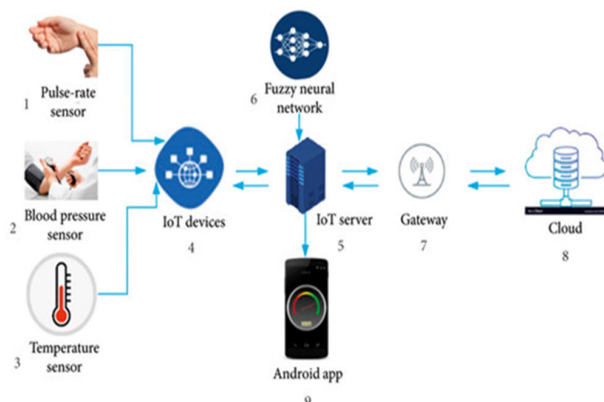 1 Pulse-rate
sensor
2 Blood pressure
sensor
3 Temperature
sensor
IoT devices
4
6 Fuzzy neural
network
IoT server
5
Gateway
7
Cloud
8
Android app
9